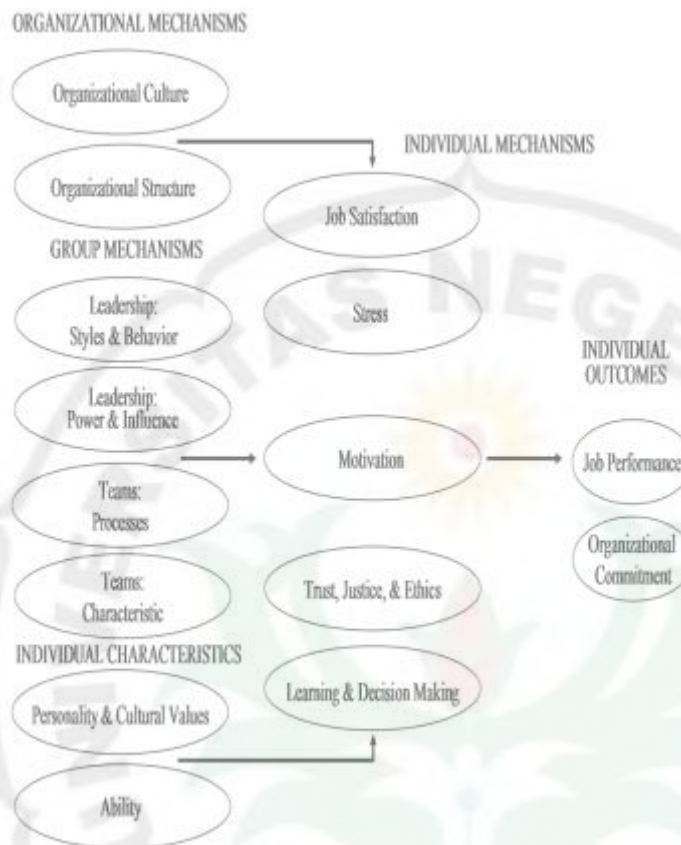 ORGANIZATIONAL MECHANISMS
Organizational Culture
Organizational Structure
INDIVIDUAL MECHANISMS
Job Satisfaction
GROUP MECHANISMS
Leadership:
Styles & Behavior
Stress
Leadership:
Power & Influence
INDIVIDUAL
OUTCOMES
Motivation
Job Performance
Teams:
Processes
Organizational
Commitment
Teams:
Characteristic
Trust, Justice, & Ethics
INDIVIDUAL CHARACTERISTICS
Personality & Cultural Values
Learning & Decision Making
Ability
NEGE